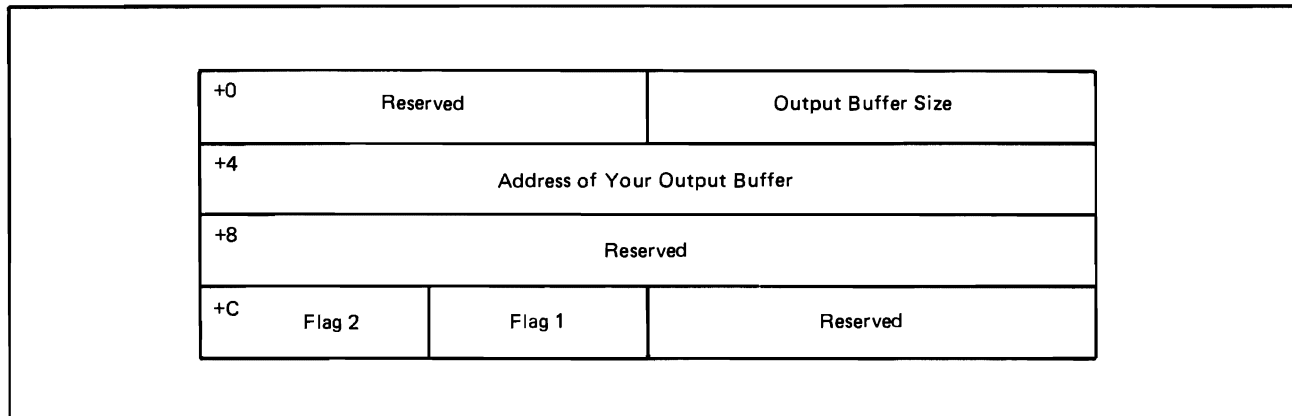 +0 Reserved Output Buffer Size
+4 Address of Your Output Buffer
+8 Reserved
+C Flag 2 Flag 1 Reserved